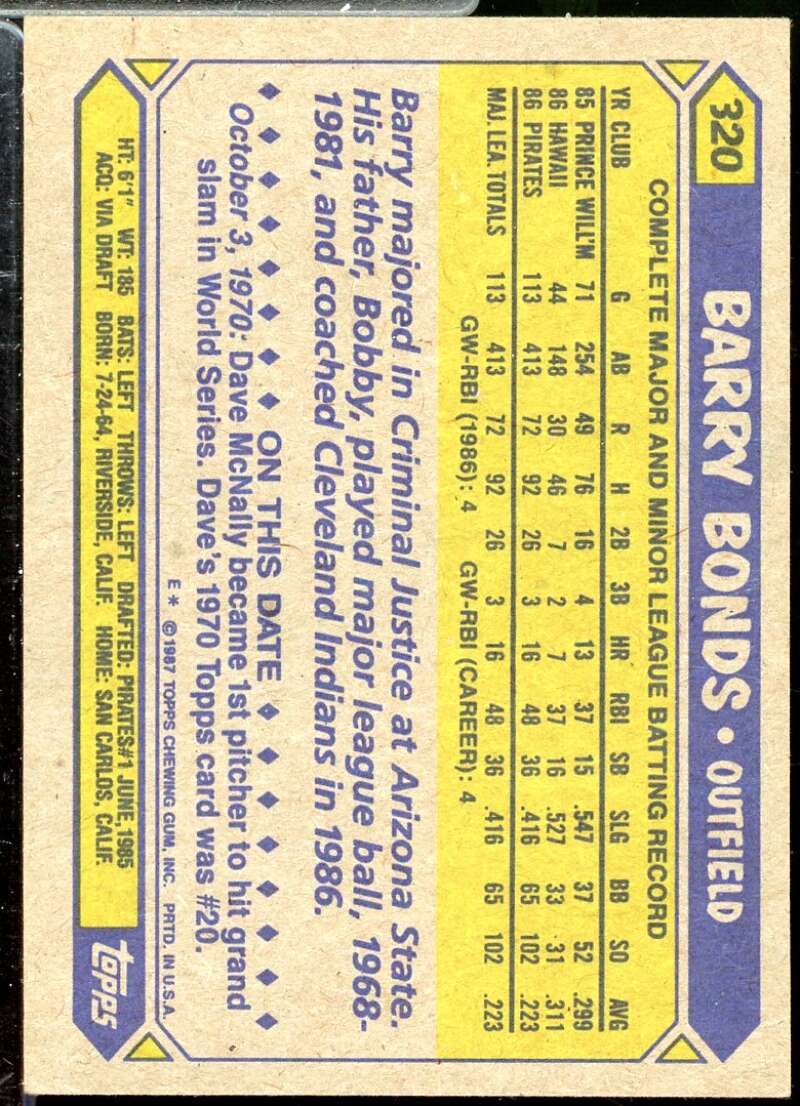 320
BARRY BONDS • OUTFIELD
COMPLETE MAJOR AND MINOR LEAGUE BATTING RECORD
YR CLUB G AB R H 2B 3B HR RBI SB SLG BB SO AVG
85 PRINCE WILL'M 71 254 49 76 16 4 13 37 15 .547 37 52 .299
86 HAWAII 44 148 30 46 7 2 7 37 16 .527 33 31 .311
86 PIRATES 113 413 72 92 26 3 16 48 36 .416 65 102 .223
MAJ. LEA. TOTALS 113 413 72 92 26 3 16 48 36 .416 65 102 .223
GW-RBI (1986): 4 GW-RBI (CAREER): 4
Barry majored in Criminal Justice at Arizona State.
His father, Bobby, played major league ball, 1968-
1981, and coached Cleveland Indians in 1986.
♦ ♦ ♦ ♦ ♦ ♦ ♦ ♦ ON THIS DATE ♦ ♦ ♦ ♦ ♦ ♦ ♦ ♦
October 3, 1970: Dave McNally became 1st pitcher to hit grand
slam in World Series. Dave's 1970 Topps card was #20.
E* ©1987 TOPPS CHEWING GUM, INC. PRTD. IN U.S.A.
HT: 6'1" WT: 185 BATS: LEFT THROWS: LEFT DRAFTED: PIRATES#1 JUNE, 1985
ACQ: VIA DRAFT BORN: 7-24-64, RIVERSIDE, CALIF. HOME: SAN CARLOS, CALIF.
topps